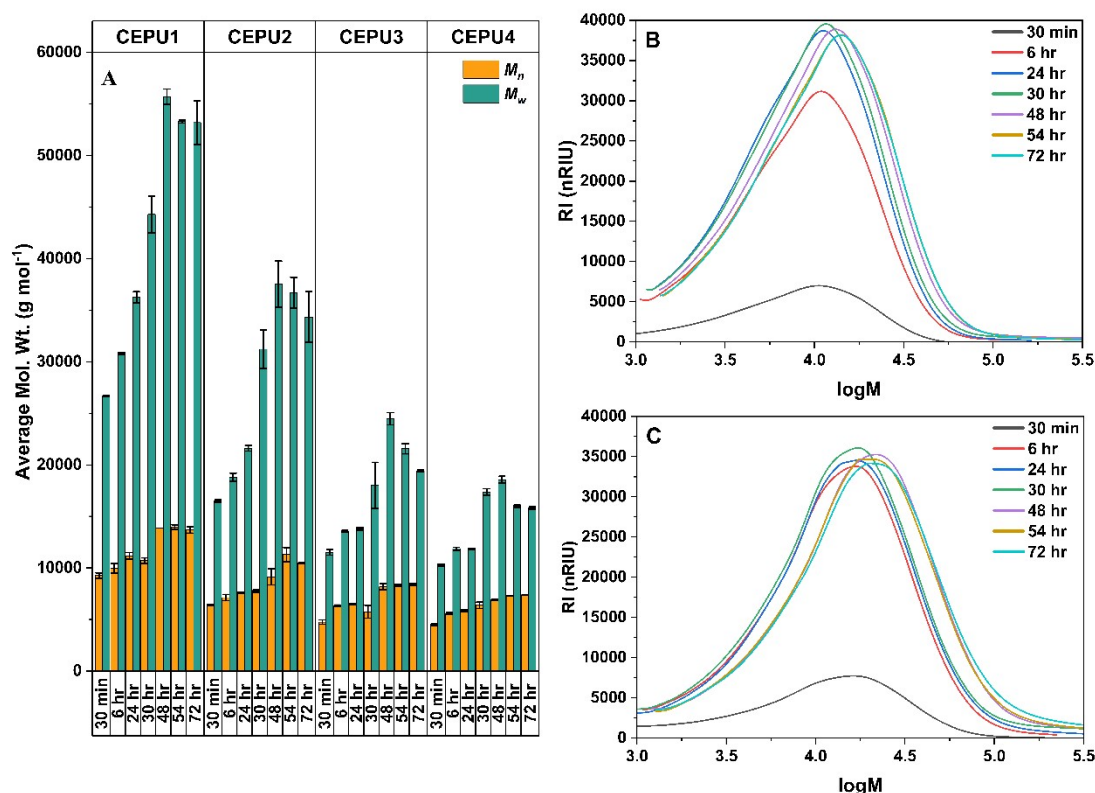 CEPU1 CEPU2 CEPU3 CEPU4
A
Mn
Mw
60000
50000
40000
30000
20000
10000
0
Average Mol. Wt. (g mol⁻¹)
30 min 6 hr 24 hr 30 hr 48 hr 54 hr 72 hr 30 min 6 hr 24 hr 30 hr 48 hr 54 hr 72 hr 30 min 6 hr 24 hr 30 hr 48 hr 54 hr 72 hr 30 min 6 hr 24 hr 30 hr 48 hr 54 hr 72 hr
B
30 min
6 hr
24 hr
30 hr
48 hr
54 hr
72 hr
40000
35000
30000
25000
20000
15000
10000
5000
0
RI (nRIU)
3.0 3.5 4.0 4.5 5.0 5.5
logM
C
30 min
6 hr
24 hr
30 hr
48 hr
54 hr
72 hr
40000
35000
30000
25000
20000
15000
10000
5000
0
RI (nRIU)
3.0 3.5 4.0 4.5 5.0 5.5
logM